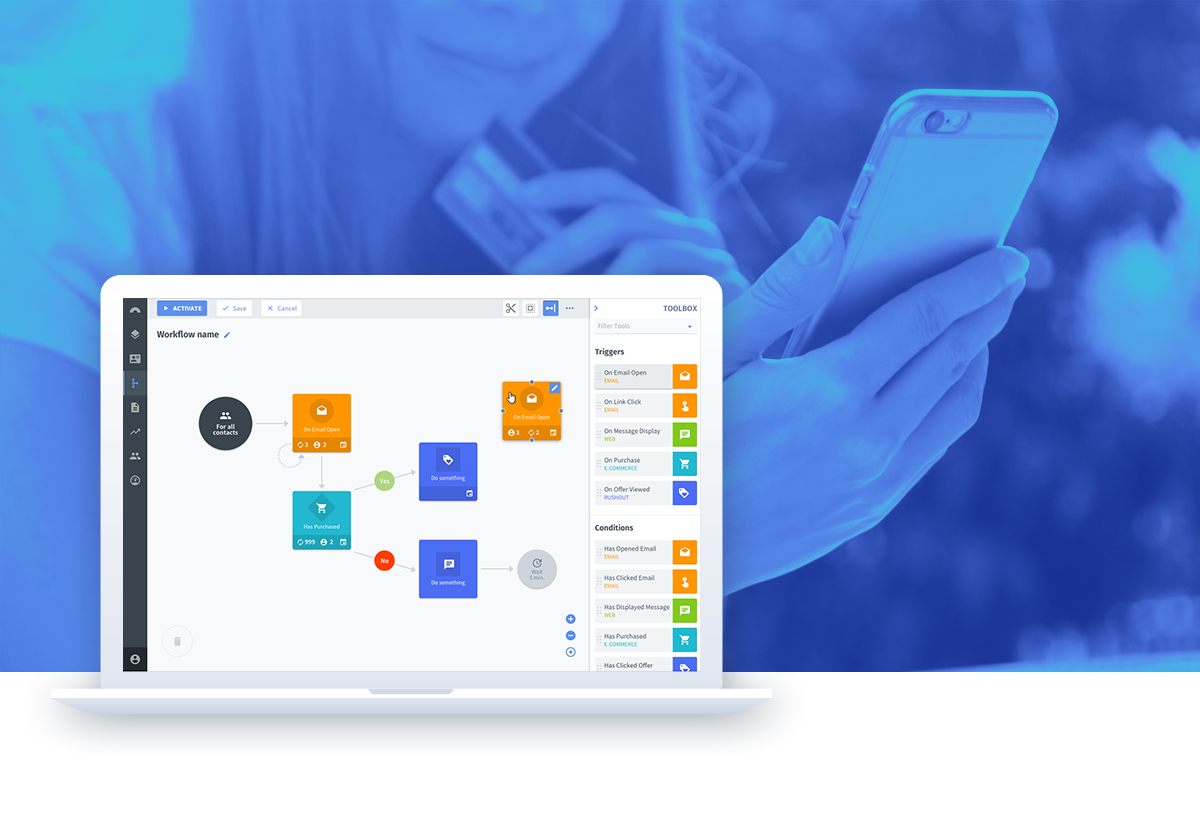 ACTIVATE
Save
Cancel
TOOLBOX
Workflow name
Filter Tools
Triggers
On Email Open
EMAIL
On Link Click
EMAIL
On Message Display
WEB
On Purchase
E-COMMERCE
On Offer Viewed
RUSHOUT
Conditions
Has Opened Email
EMAIL
Has Clicked Email
EMAIL
Has Displayed Message
WEB
Has Purchased
E-COMMERCE
Has Clicked Offer
For all
contacts
On Email Open
3 2
On Email Open
3 2
Yes
Do something
Has Purchased
999 2
No
Do something
Wait
5 min.